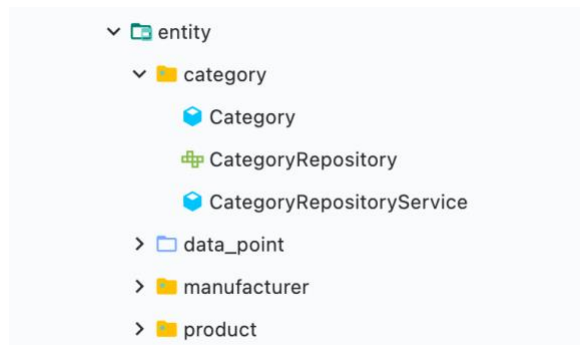 entity
category
Category
CategoryRepository
CategoryRepositoryService
data_point
manufacturer
product